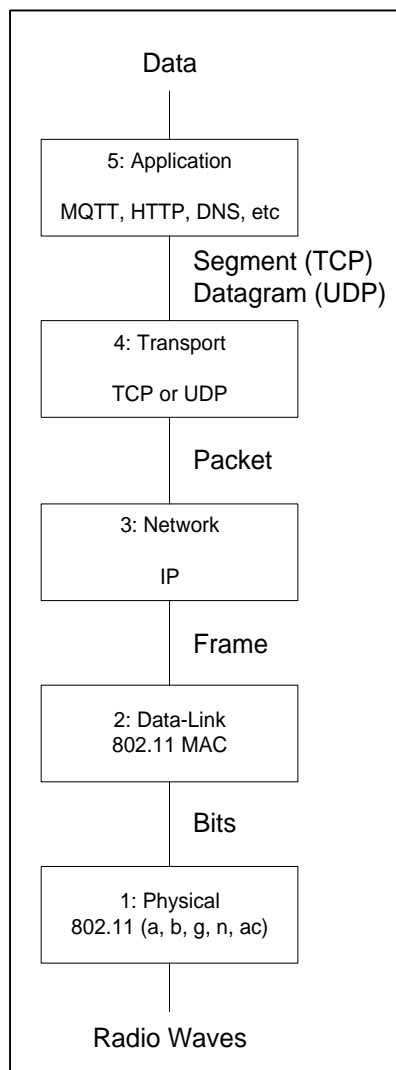 Data
5: Application
MQTT, HTTP, DNS, etc
Segment (TCP)
Datagram (UDP)
4: Transport
TCP or UDP
Packet
3: Network
IP
Frame
2: Data-Link
802.11 MAC
Bits
1: Physical
802.11 (a, b, g, n, ac)
Radio Waves